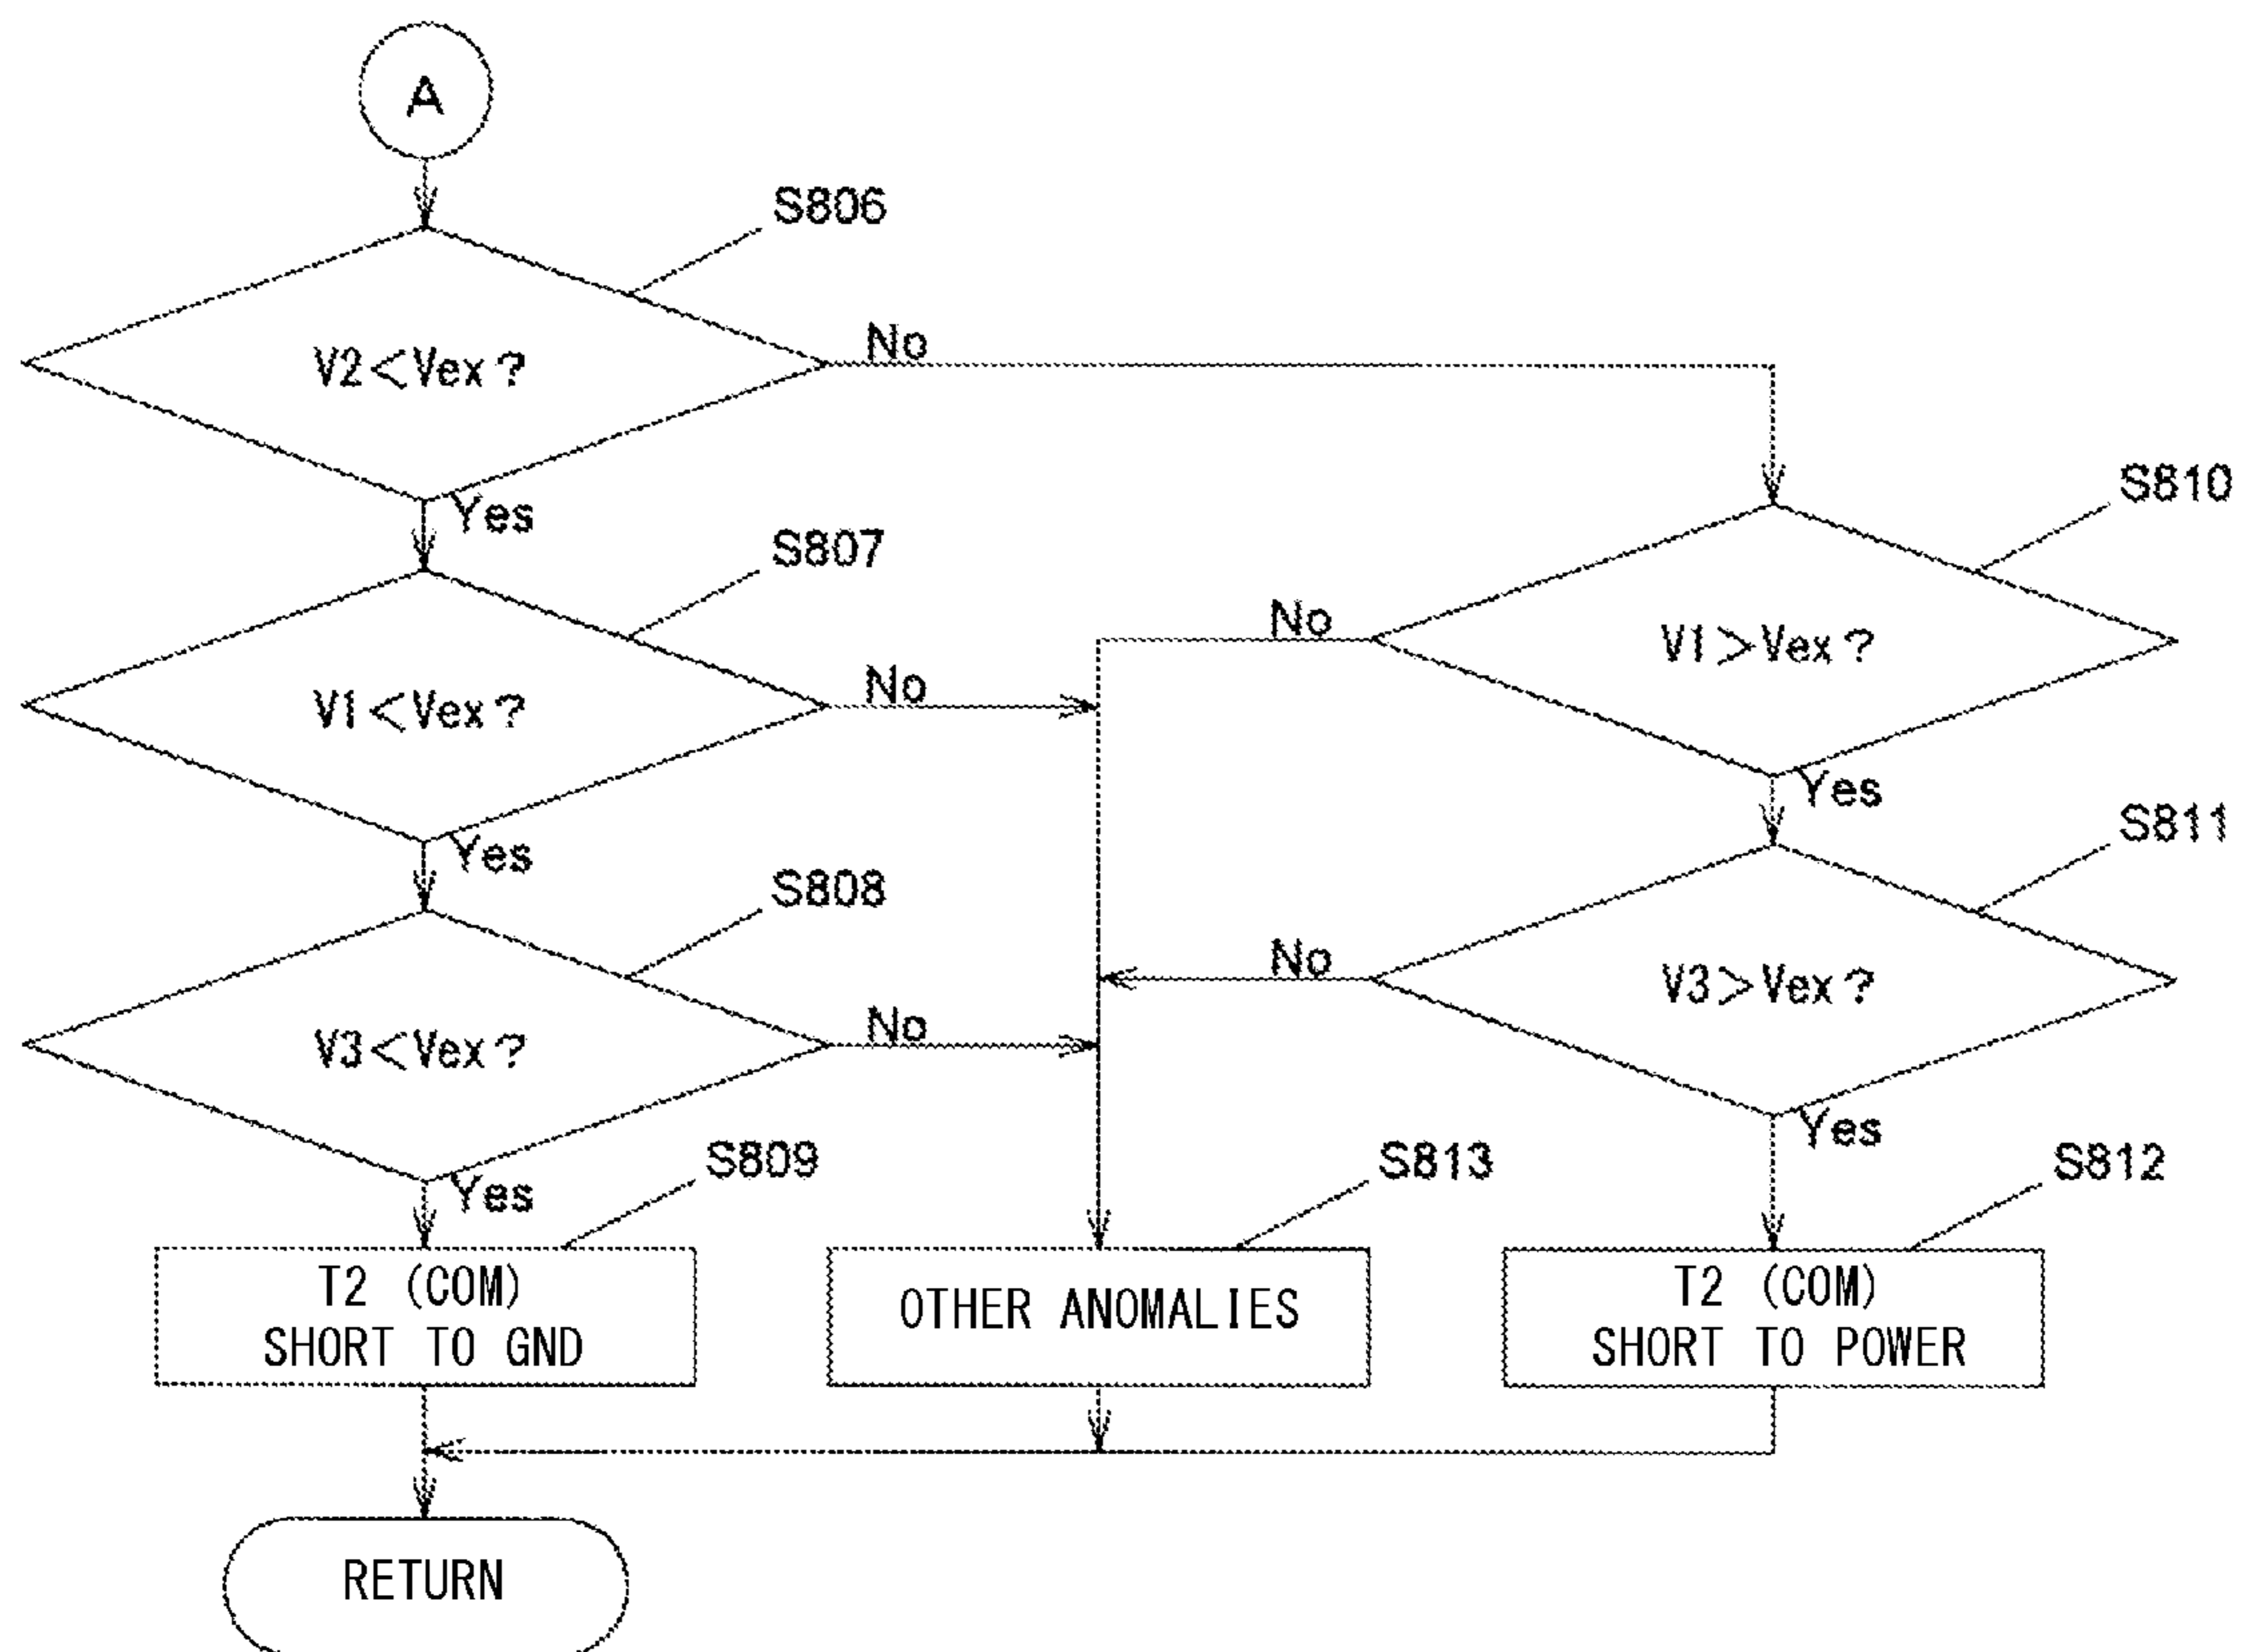 A
S806
V2<Vex?
No
Yes
S810
S807
No
V1>Vex?
V1<Vex?
No
Yes
Yes
S811
S808
No
V3>Vex?
V3<Vex?
No
Yes
Yes
S809
S813
S812
T2 (COM)
SHORT TO GND
OTHER ANOMALIES
T2 (COM)
SHORT TO POWER
RETURN